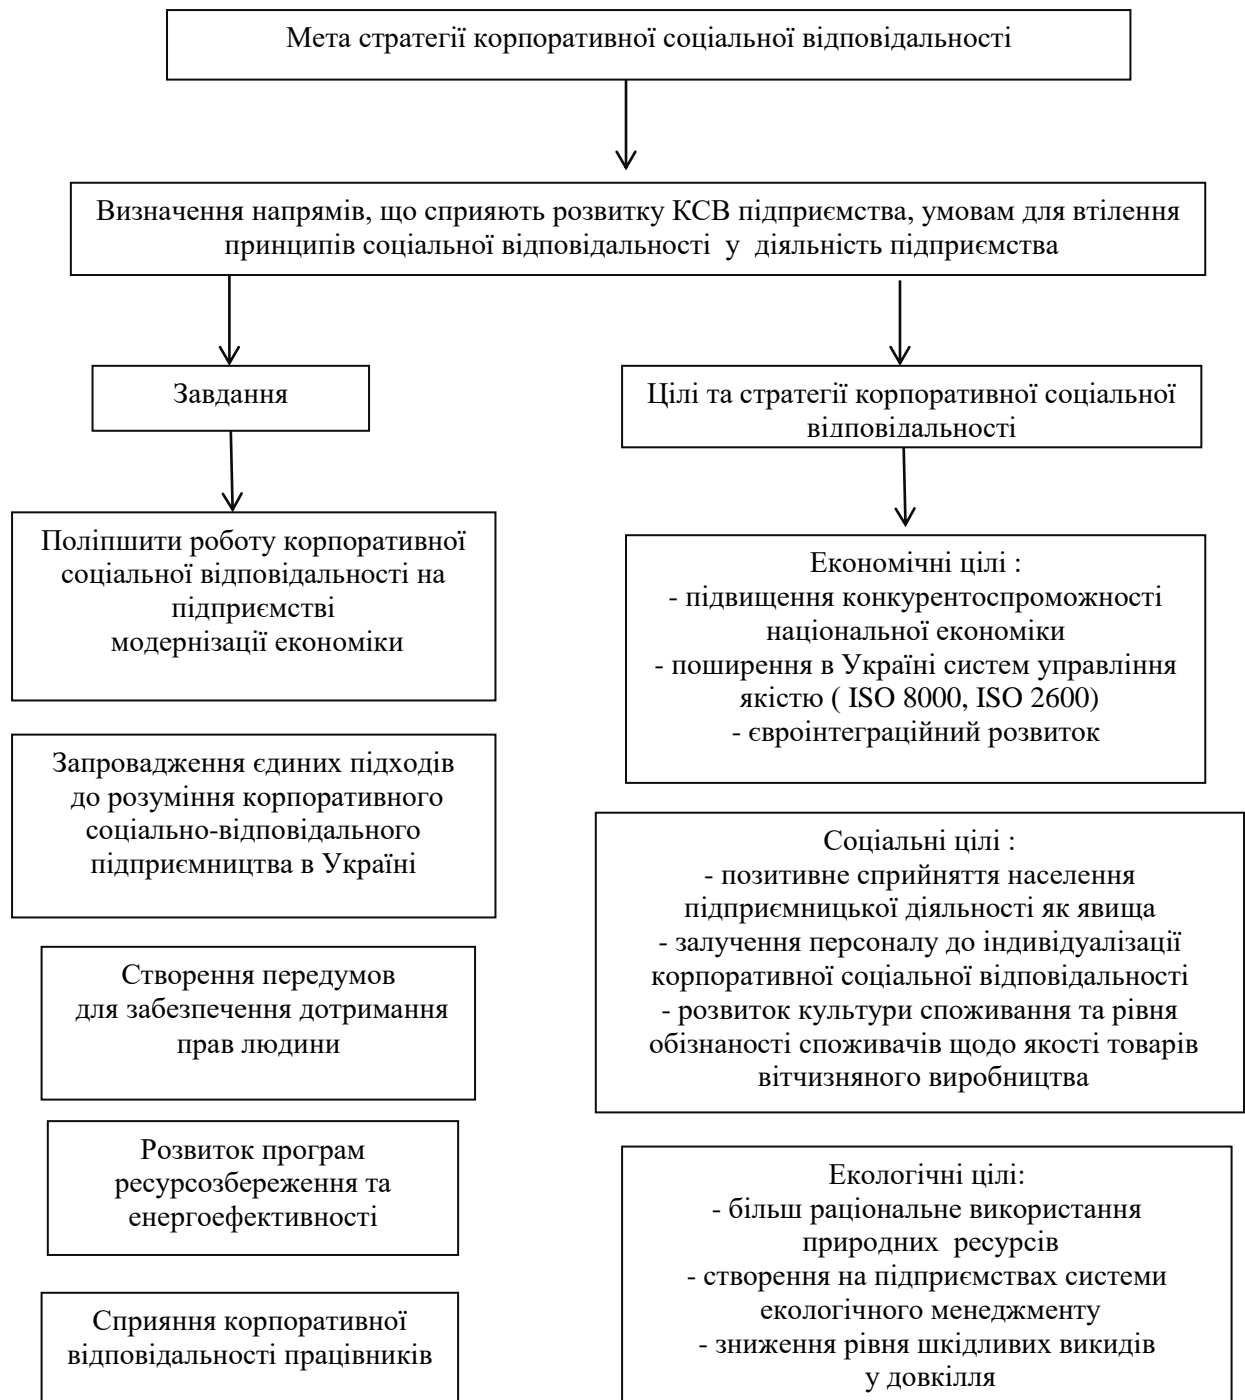 Мета стратегії корпоративної соціальної відповідальності
Визначення напрямів, що сприяють розвитку КСВ підприємства, умовам для втілення
принципів соціальної відповідальності у діяльність підприємства
Завдання
Поліпшити роботу корпоративної
соціальної відповідальності на
підприємстві
модернізації економіки
Запровадження єдиних підходів
до розуміння корпоративного
соціально-відповідального
підприємництва в Україні
Створення передумов
для забезпечення дотримання
прав людини
Розвиток програм
ресурсозбереження та
енергоефективності
Сприяння корпоративної
відповідальності працівників
Цілі та стратегії корпоративної соціальної
відповідальності
Економічні цілі :
- підвищення конкурентоспроможності
національної економіки
- поширення в Україні систем управління
якістю ( ISO 8000, ISO 2600)
- євроінтеграційний розвиток
Соціальні цілі :
- позитивне сприйняття населення
підприємницької діяльності як явища
- залучення персоналу до індивідуалізації
корпоративної соціальної відповідальності
- розвиток культури споживання та рівня
обізнаності споживачів щодо якості товарів
вітчизняного виробництва
Екологічні цілі:
- більш раціональне використання
природних ресурсів
- створення на підприємствах системи
екологічного менеджменту
- зниження рівня шкідливих викидів
у довкілля